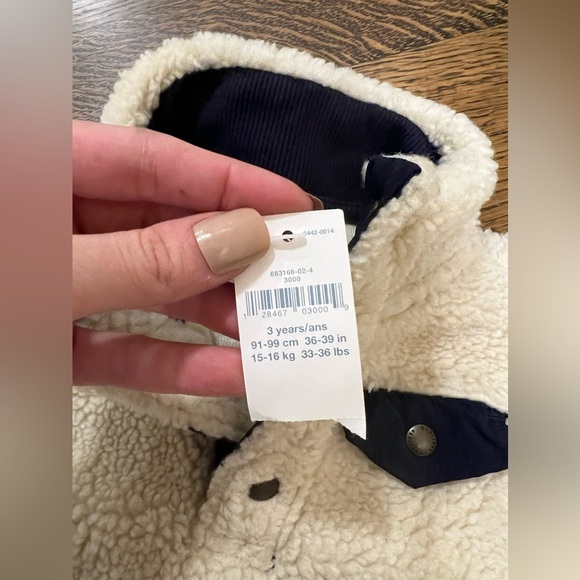 442-0014
683166-02-4
3000
1 28467 03000 9
3 years/ans
91-99 cm 36-39 in
15-16 kg 33-36 lbs